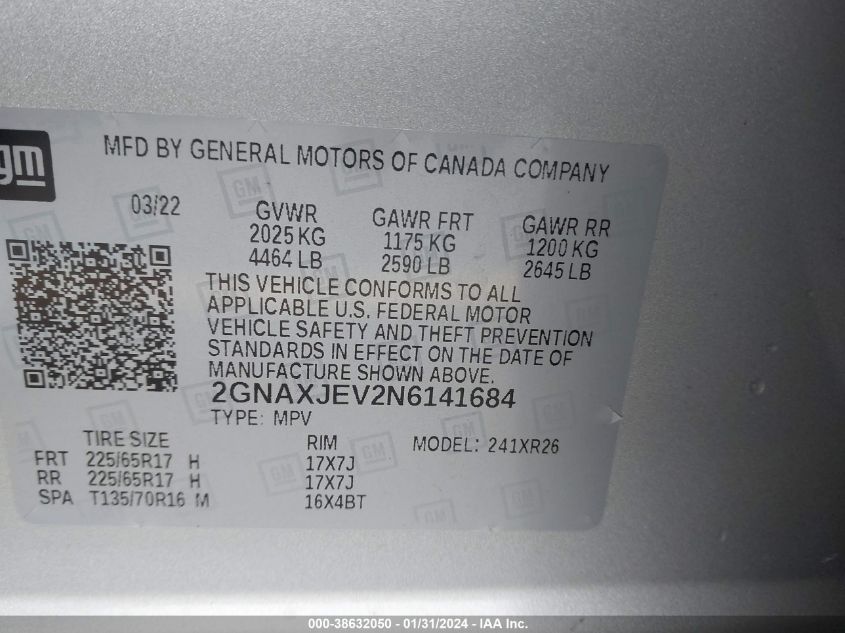 gm
MFD BY GENERAL MOTORS OF CANADA COMPANY
03/22
GVWR
2025 KG
4464 LB
GAWR FRT
1175 KG
2590 LB
GAWR RR
1200 KG
2645 LB
THIS VEHICLE CONFORMS TO ALL
APPLICABLE U.S. FEDERAL MOTOR
VEHICLE SAFETY AND THEFT PREVENTION
STANDARDS IN EFFECT ON THE DATE OF
MANUFACTURE SHOWN ABOVE.
2GNAXJEV2N6141684
TYPE: MPV
TIRE SIZE RIM MODEL: 241XR26
FRT 225/65R17 H 17X7J
RR 225/65R17 H 17X7J
SPA T135/70R16 M 16X4BT
000-38632050 - 01/31/2024 - IAA Inc.